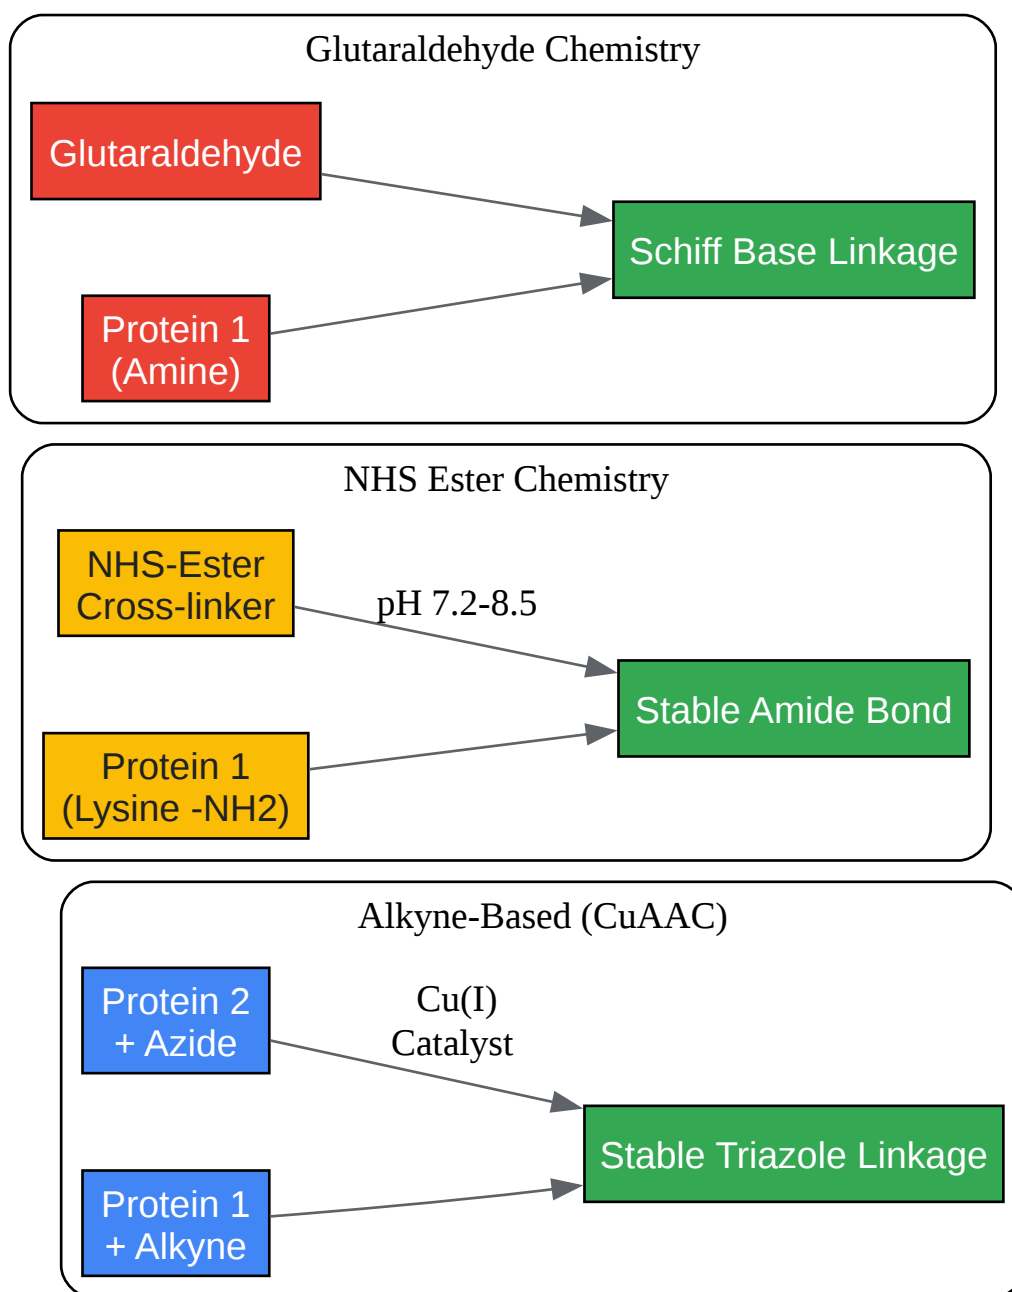 Glutaraldehyde Chemistry
Glutaraldehyde
Schiff Base Linkage
Protein 1
(Amine)
NHS Ester Chemistry
NHS-Ester
Cross-linker
pH 7.2-8.5
Stable Amide Bond
Protein 1
(Lysine -NH2)
Alkyne-Based (CuAAC)
Protein 2
+ Azide
Cu(I)
Catalyst
Stable Triazole Linkage
Protein 1
+ Alkyne